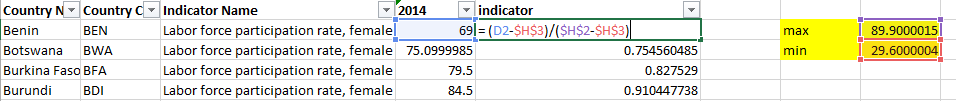 Country N Country C Indicator Name 2014 indicator
Benin BEN Labor force participation rate, female 69 = (D2-$H$3)/($H$2-$H$3) max 89.9000015
Botswana BWA Labor force participation rate, female 75.0999985 0.754560485 min 29.6000004
Burkina Faso BFA Labor force participation rate, female 79.5 0.827529
Burundi BDI Labor force participation rate, female 84.5 0.910447738